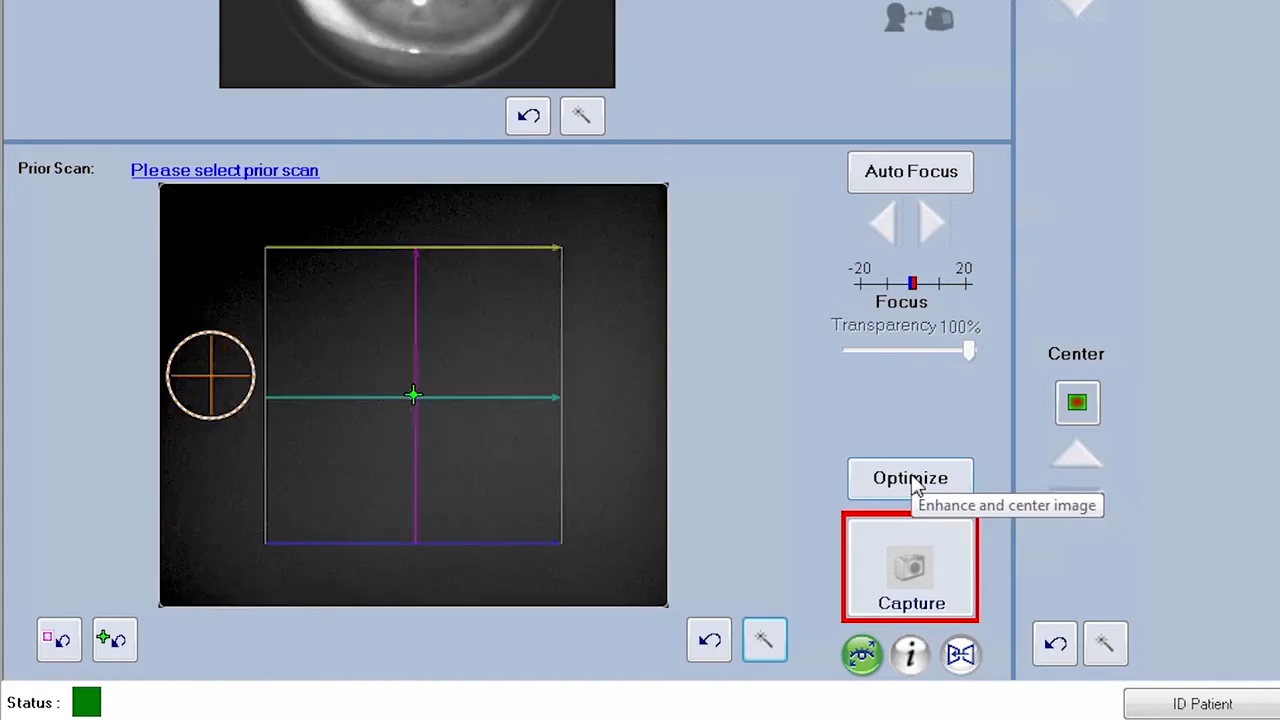 Prior Scan: Please select prior scan
Auto Focus
-20 20
Focus
Transparency 100%
Center
Optimize
Enhance and center image
Capture
i
Status :
ID Patient